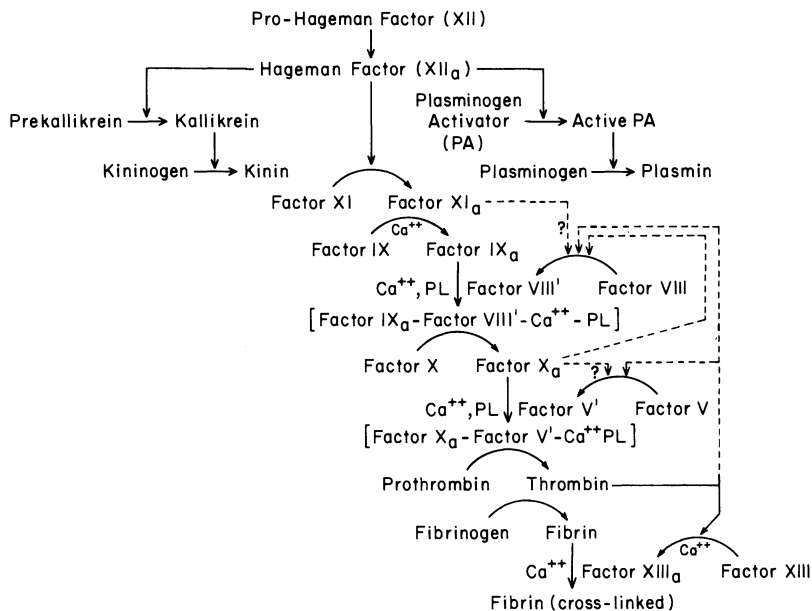 Pro-Hageman Factor (XII)
Hageman Factor (XIIa)
Prekallikrein Kallikrein Plasminogen Activator (PA) Active PA
Kininogen Kinin Plasminogen Plasmin
Factor XI Factor XIa
Ca++ ?
Factor IX Factor IXa
Ca++, PL Factor VIII' Factor VIII
[Factor IXa-Factor VIII'-Ca++-PL]
Factor X Factor Xa ?
Ca++, PL Factor V' Factor V
[Factor Xa-Factor V'-Ca++PL]
Prothrombin Thrombin
Fibrinogen Fibrin
Ca++
Ca++ Factor XIIIa Factor XIII
Fibrin (cross-linked)